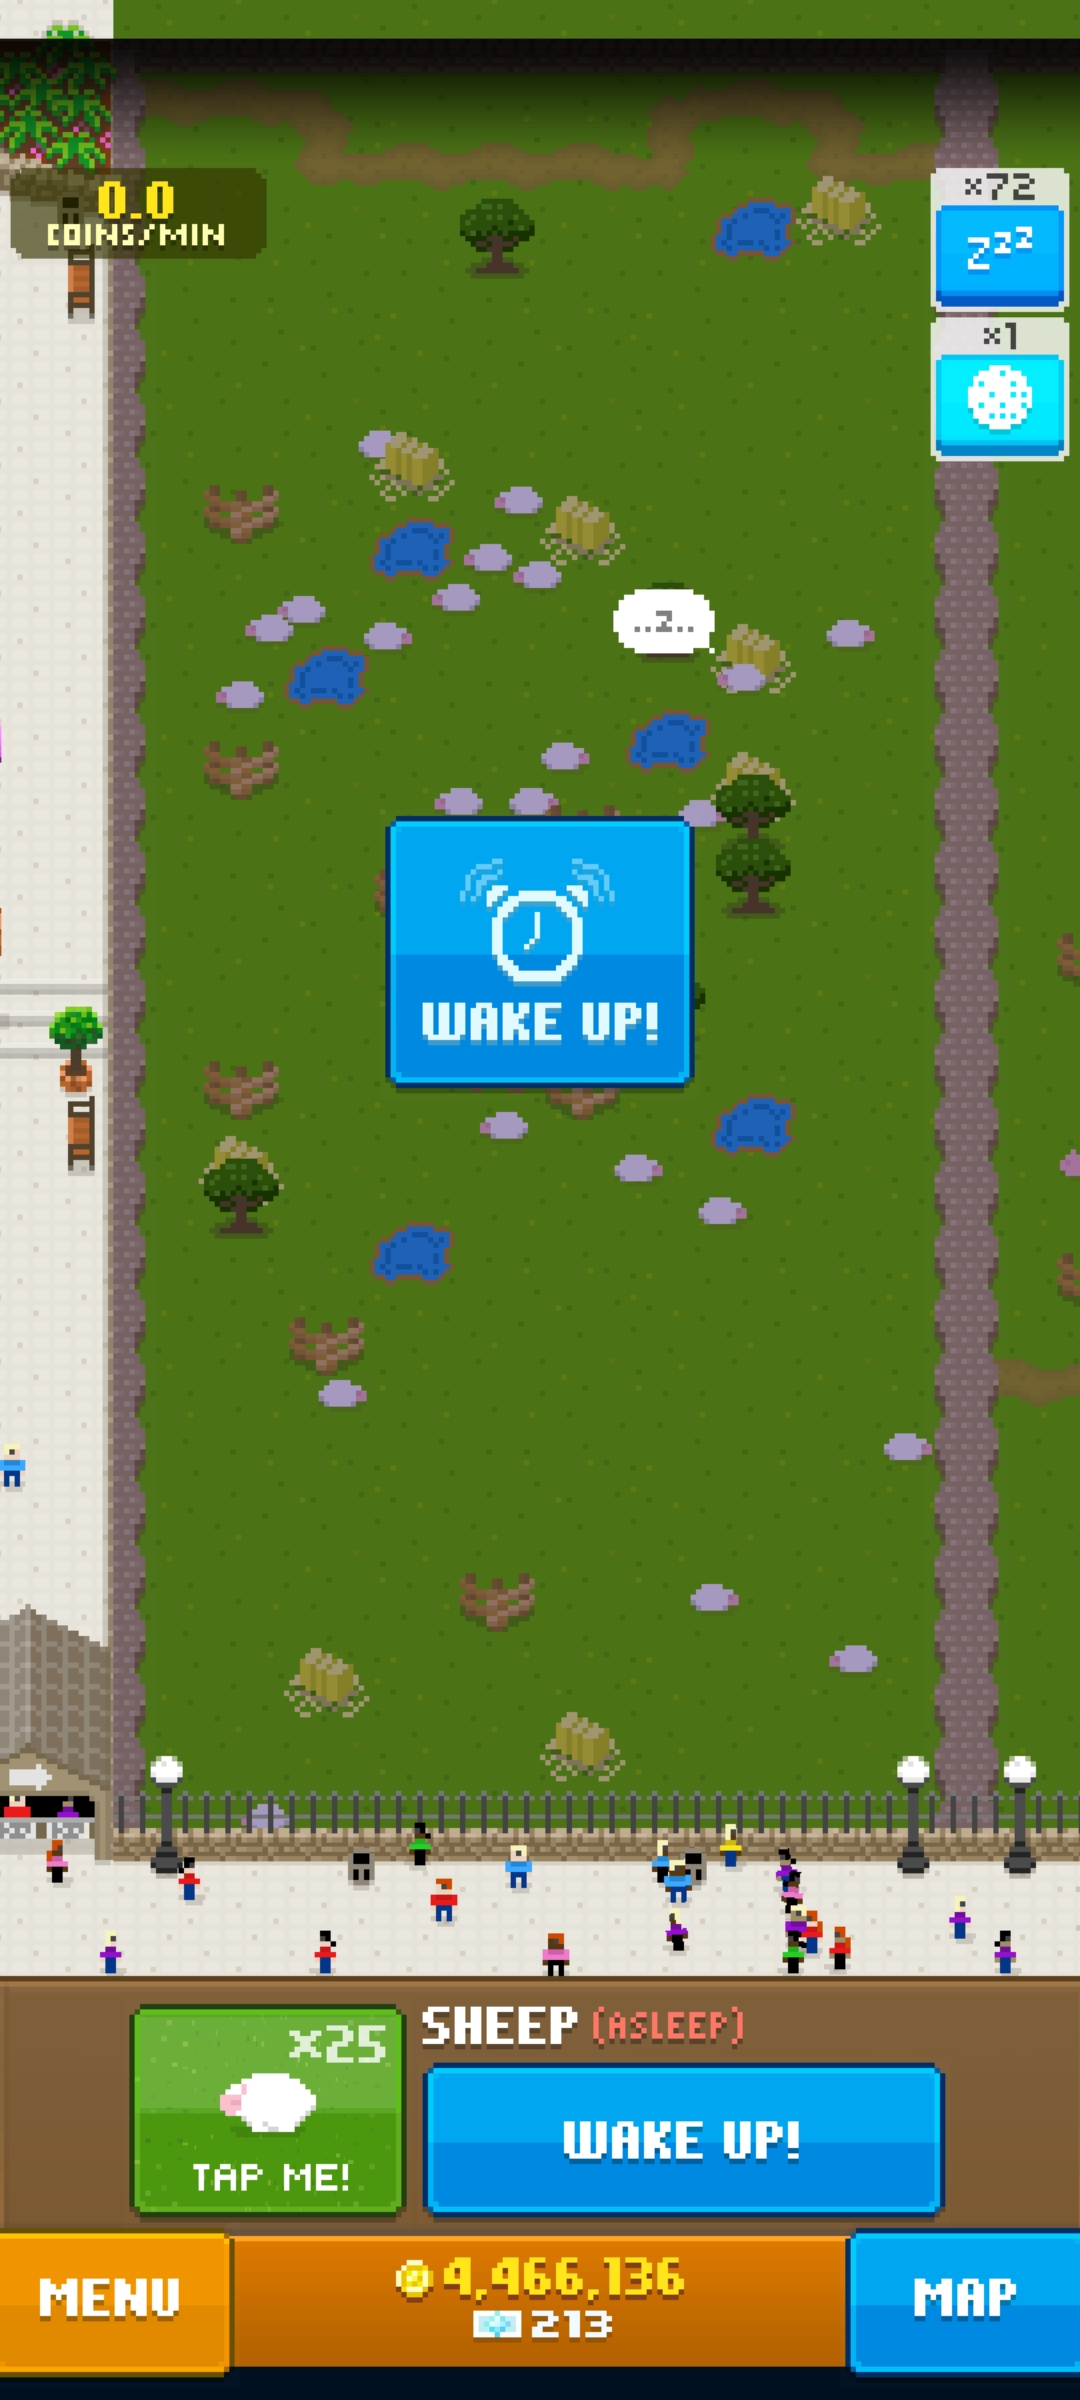 0.0
COINS/MIN
x72
zzz
x1
..z..
WAKE UP!
x25
TAP ME!
SHEEP (ASLEEP)
WAKE UP!
MENU
4,466,136
213
MAP